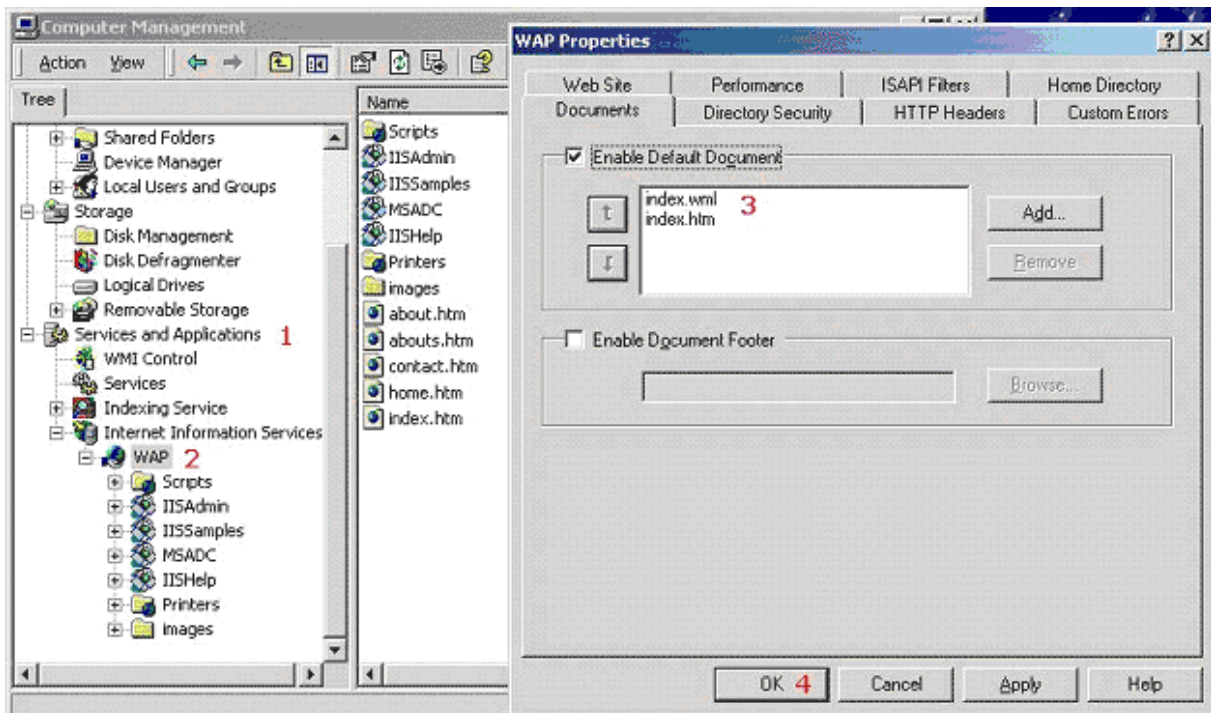 Computer Management
Action View
Tree
Shared Folders
Device Manager
Local Users and Groups
Storage
Disk Management
Disk Defragmenter
Logical Drives
Removable Storage
Services and Applications 1
WMI Control
Services
Indexing Service
Internet Information Services
WAP 2
Scripts
IISAdmin
IISSamples
MSADC
IISHelp
Printers
images
Name
Scripts
IISAdmin
IISSamples
MSADC
IISHelp
Printers
images
about.htm
abouts.htm
contact.htm
home.htm
index.htm
WAP Properties
Web Site Performance ISAPI Filters Home Directory
Documents Directory Security HTTP Headers Custom Errors
Enable Default Document
index.wml
index.htm
3
Add...
Remove
Enable Document Footer
Browse...
OK 4 Cancel Apply Help